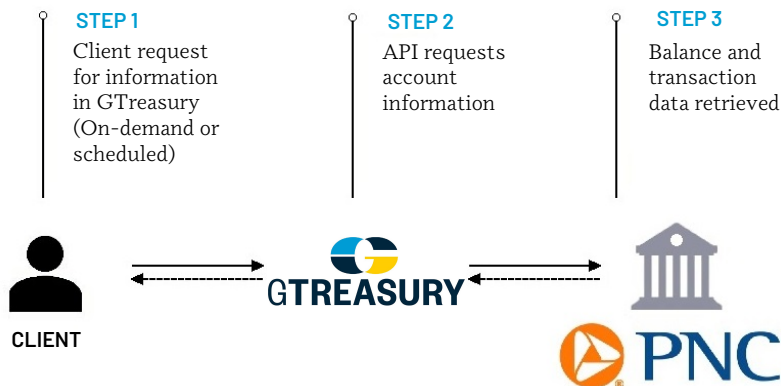 STEP 1
Client request
for information
in GTreasury
(On-demand or
scheduled)
STEP 2
API requests
account
information
STEP 3
Balance and
transaction
data retrieved
CLIENT
GTREASURY
PNC
®